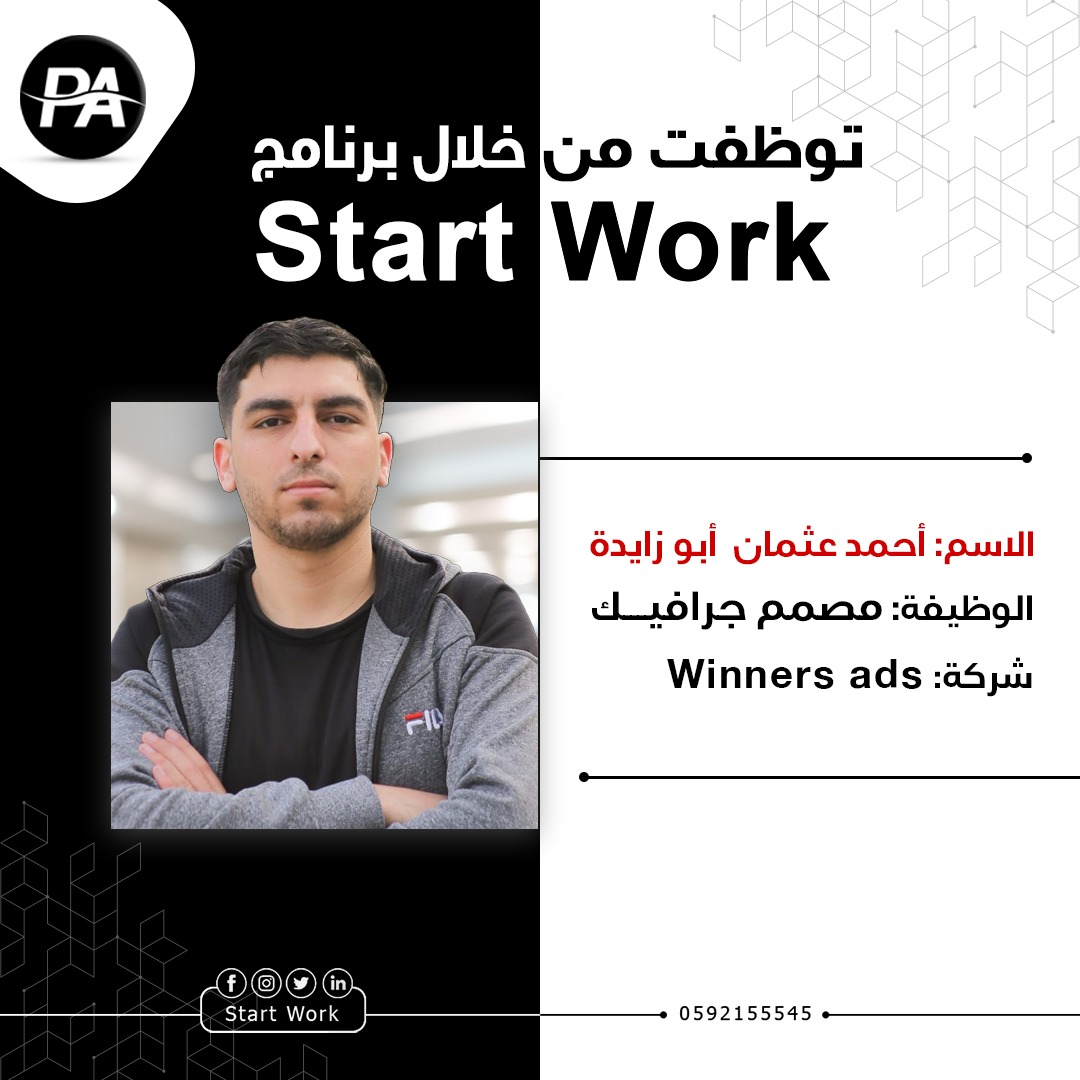 PA
توظفت من خلال برنامج
Start Work
الاسم: أحمد عثمان أبو زايدة
الوظيفة: مصمم جرافيـــك
شركة: Winners ads
Start Work
0592155545